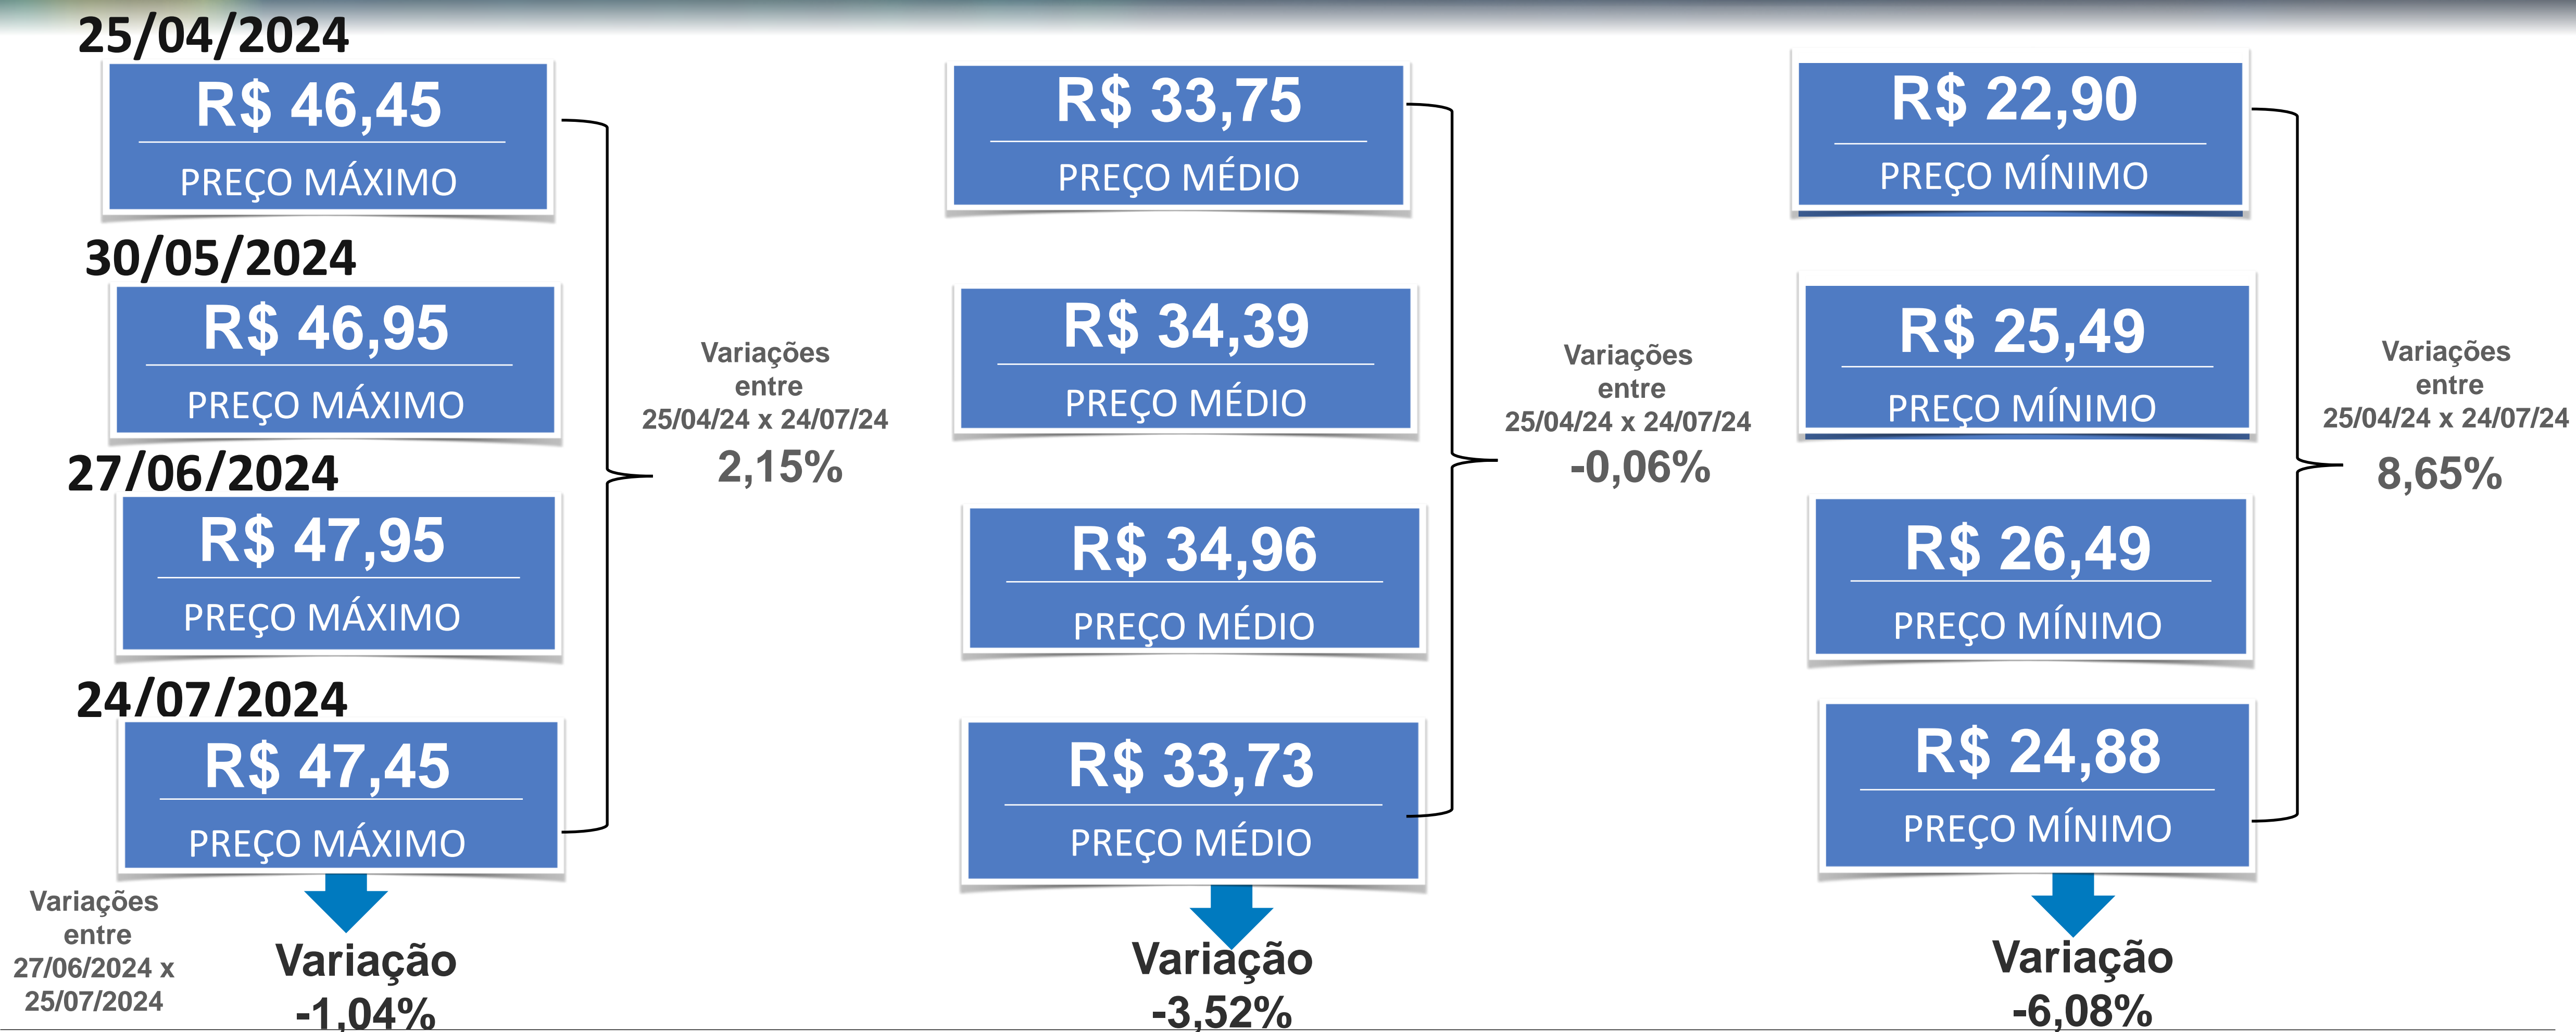 25/04/2024
R$ 46,45
PREÇO MÁXIMO
R$ 33,75
PREÇO MÉDIO
R$ 22,90
PREÇO MÍNIMO
30/05/2024
R$ 46,95
PREÇO MÁXIMO
R$ 34,39
PREÇO MÉDIO
R$ 25,49
PREÇO MÍNIMO
Variações
entre
25/04/24 x 24/07/24
2,15%
Variações
entre
25/04/24 x 24/07/24
-0,06%
Variações
entre
25/04/24 x 24/07/24
8,65%
27/06/2024
R$ 47,95
PREÇO MÁXIMO
R$ 34,96
PREÇO MÉDIO
R$ 26,49
PREÇO MÍNIMO
24/07/2024
R$ 47,45
PREÇO MÁXIMO
R$ 33,73
PREÇO MÉDIO
R$ 24,88
PREÇO MÍNIMO
Variações
entre
27/06/2024 x
25/07/2024
Variação
-1,04%
Variação
-3,52%
Variação
-6,08%